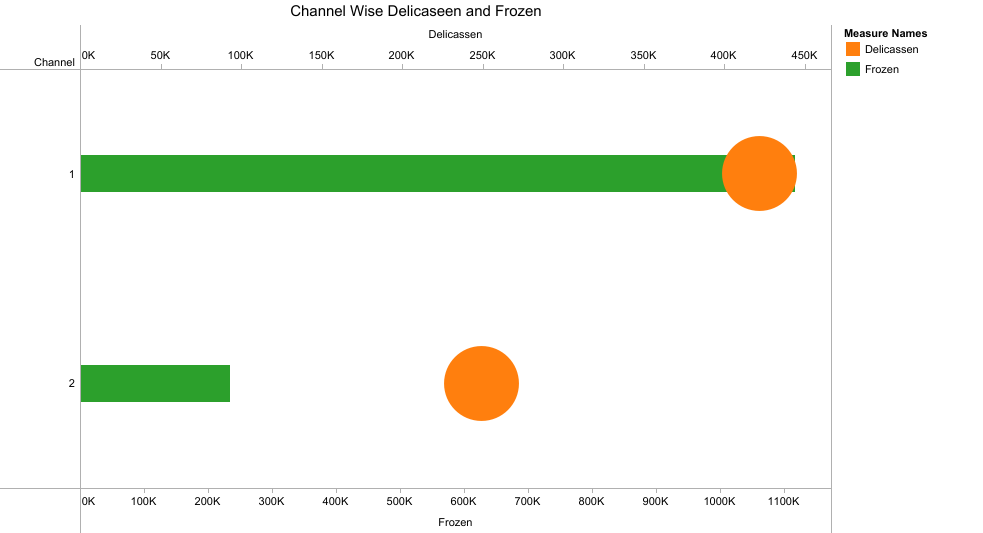 Channel Wise Delicaseen and Frozen
Delicassen
Channel
0K 50K 100K 150K 200K 250K 300K 350K 400K 450K
Measure Names
Delicassen
Frozen
1
2
0K 100K 200K 300K 400K 500K 600K 700K 800K 900K 1000K 1100K
Frozen